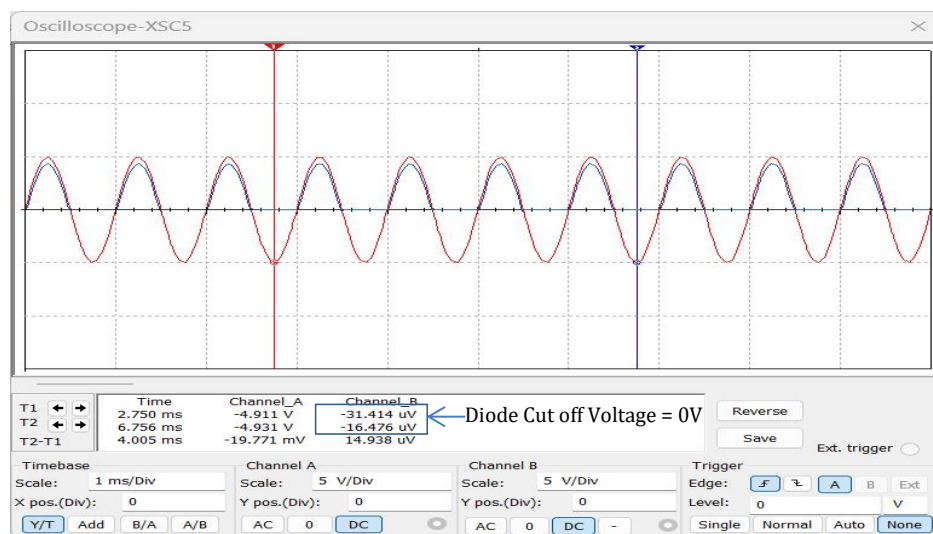 Oscilloscope-XSC5
1
2
Time Channel_A Channel_B
T1 2.750 ms -4.911 V -31.414 uV
T2 6.756 ms -4.931 V -16.476 uV
T2-T1 4.005 ms -19.771 mV 14.938 uV
Diode Cut off Voltage = 0V
Reverse
Save
Ext. trigger
Timebase Channel A Channel B Trigger
Scale: 1 ms/Div Scale: 5 V/Div Scale: 5 V/Div Edge: A B Ext
X pos.(Div): 0 Y pos.(Div): 0 Y pos.(Div): 0 Level: 0 V
Y/T Add B/A A/B AC 0 DC AC 0 DC - Single Normal Auto None